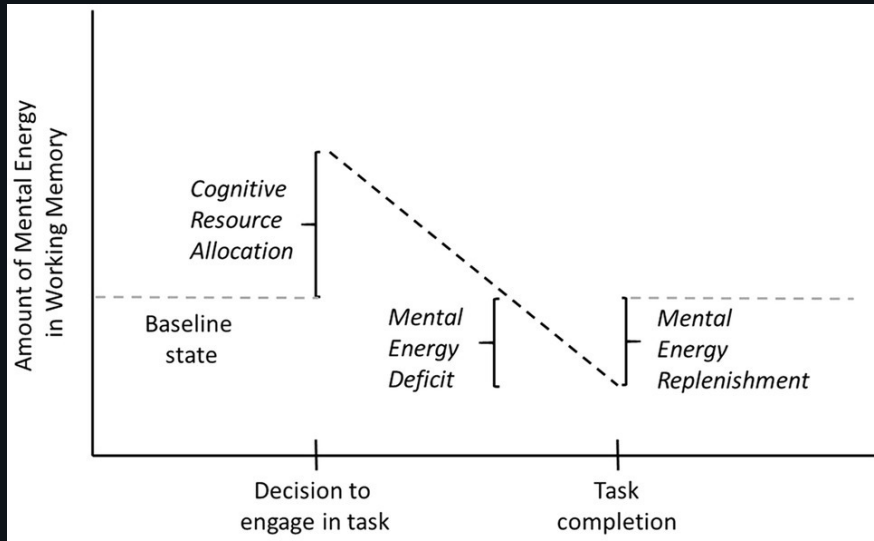 Amount of Mental Energy
in Working Memory
Cognitive
Resource
Allocation
Baseline
state
Mental
Energy
Deficit
Mental
Energy
Replenishment
Decision to
engage in task
Task
completion